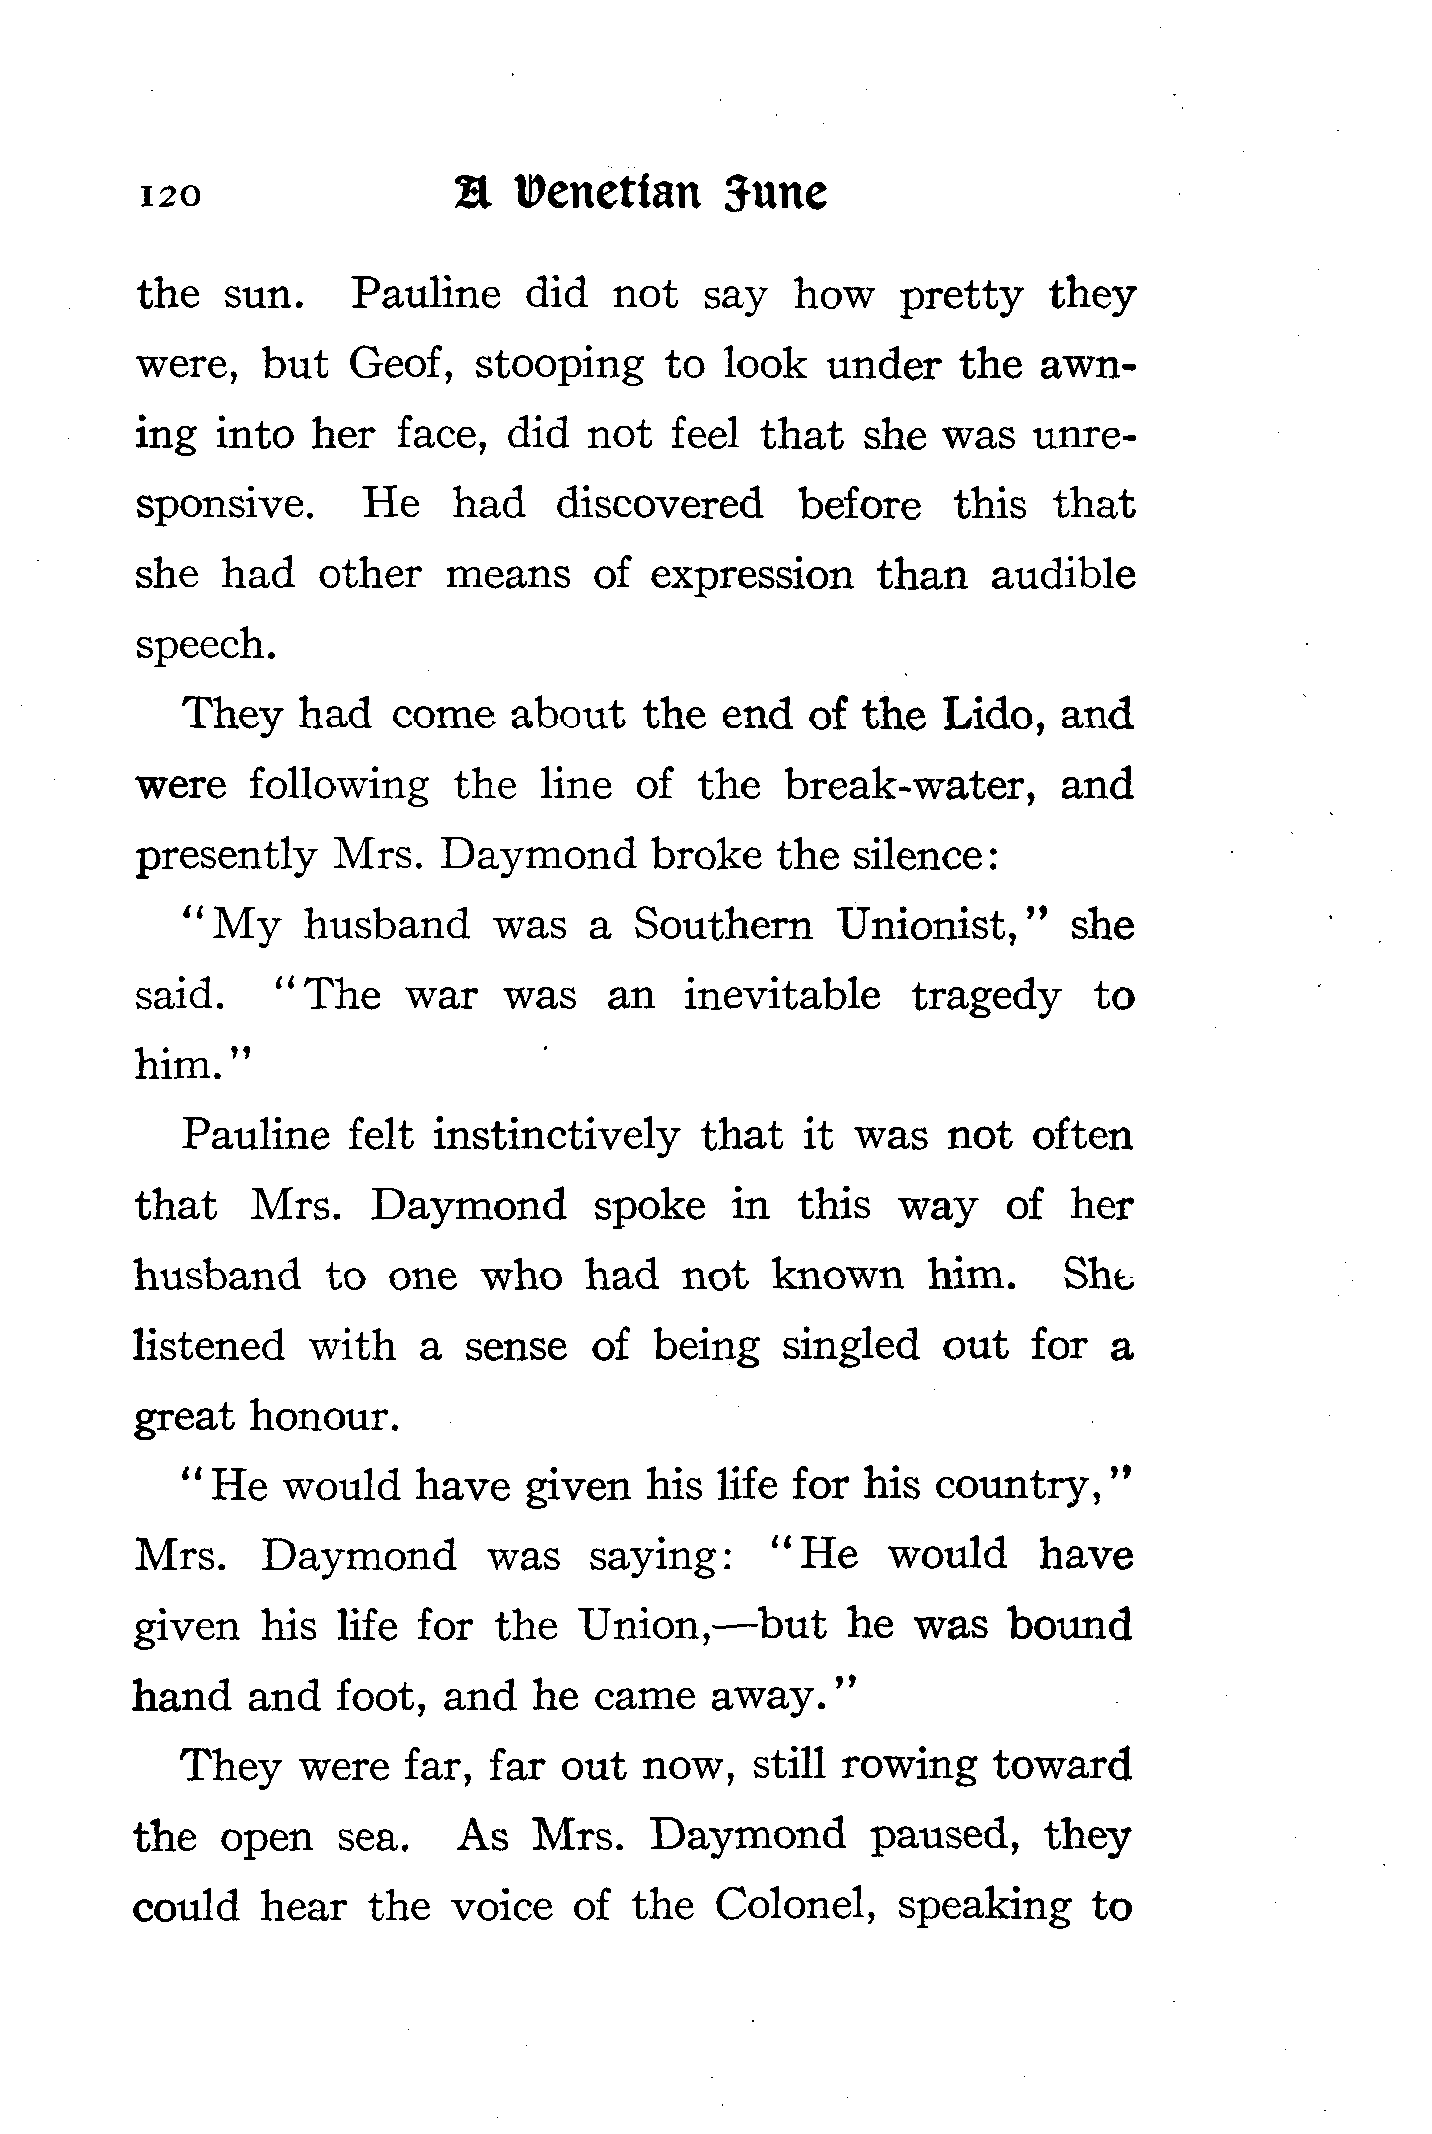 120 A Venetian June
the sun. Pauline did not say how pretty they
were, but Geof, stooping to look under the awn-
ing into her face, did not feel that she was unre-
sponsive. He had discovered before this that
she had other means of expression than audible
speech.
They had come about the end of the Lido, and
were following the line of the break-water, and
presently Mrs. Daymond broke the silence:
"My husband was a Southern Unionist," she
said. "The war was an inevitable tragedy to
him."
Pauline felt instinctively that it was not often
that Mrs. Daymond spoke in this way of her
husband to one who had not known him. She
listened with a sense of being singled out for a
great honour.
"He would have given his life for his country,"
Mrs. Daymond was saying: "He would have
given his life for the Union,—but he was bound
hand and foot, and he came away."
They were far, far out now, still rowing toward
the open sea. As Mrs. Daymond paused, they
could hear the voice of the Colonel, speaking to